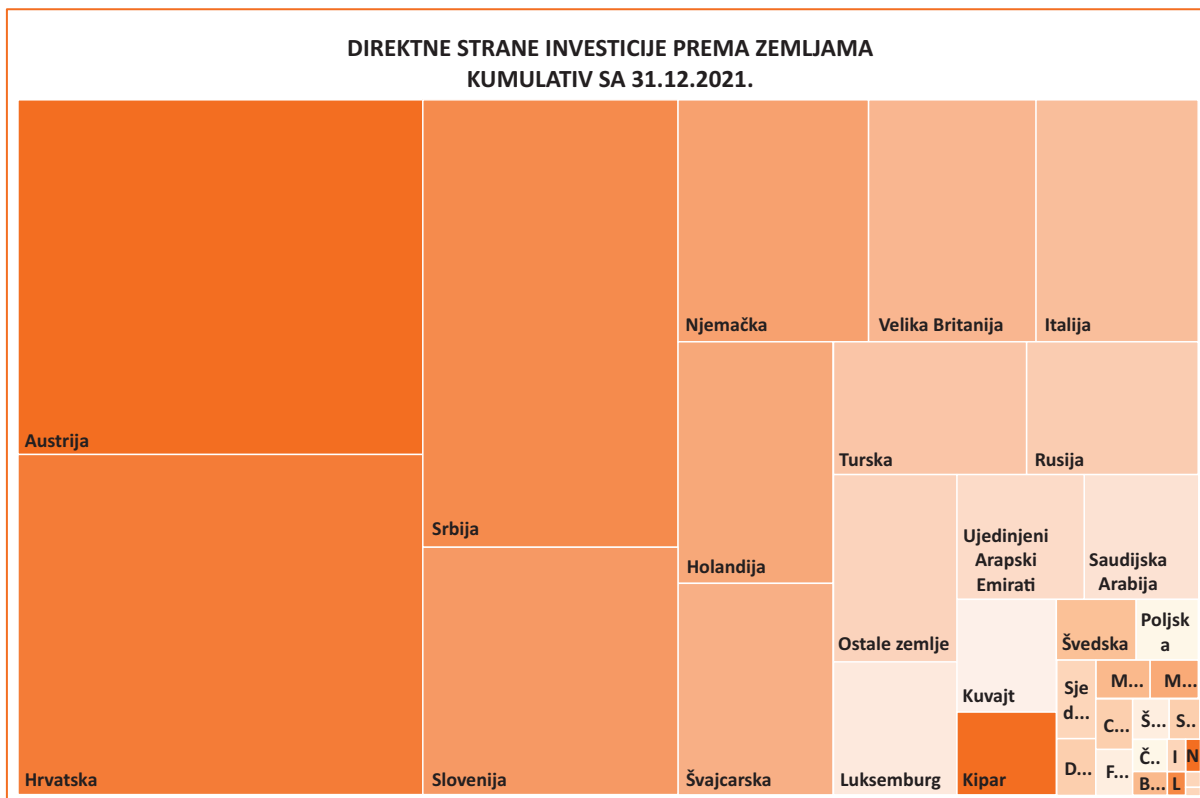 DIREKTNE STRANE INVESTICIJE PREMA ZEMLJAMA
KUMULATIV SA 31.12.2021.
Austrija
Hrvatska
Srbija
Slovenija
Njemačka
Velika Britanija
Italija
Holandija
Švajcarska
Turska
Rusija
Ostale zemlje
Luksemburg
Ujedinjeni
Arapski
Emirati
Saudijska
Arabija
Kuvajt
Kipar
Švedska
Poljsk
a
Sje
d...
D...
M...
M...
C...
F...
Š...
S..
Č..
I
N
B...
L